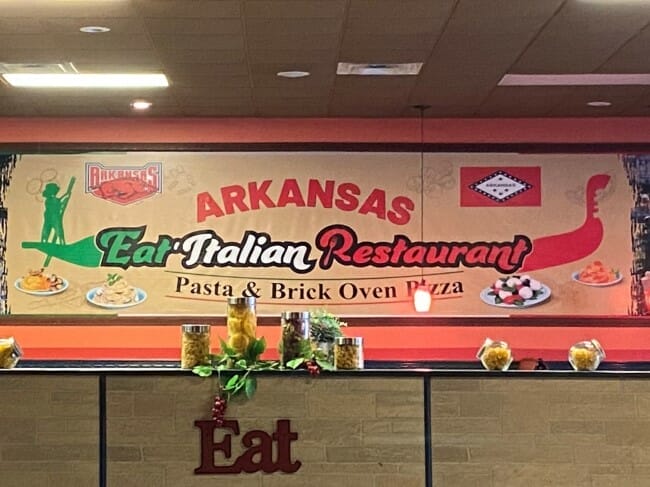 ARKANSAS
ARKANSAS
ARKANSAS
Eat'Italian Restaurant
Pasta & Brick Oven Pizza
Eat